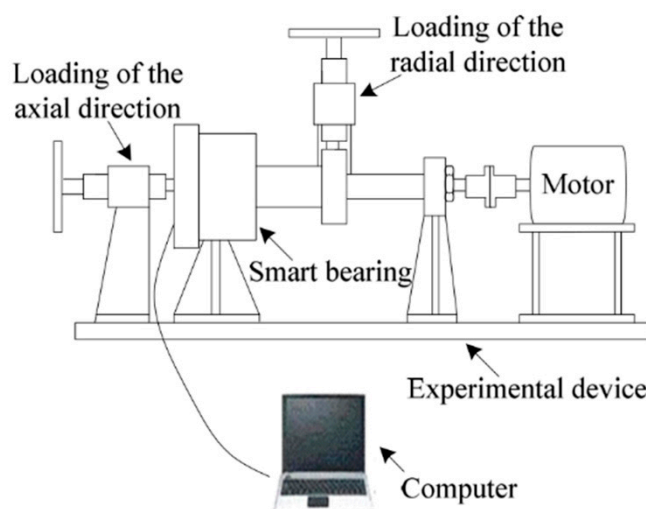 Loading of the
radial direction
Loading of the
axial direction
Motor
Smart bearing
Experimental device
Computer